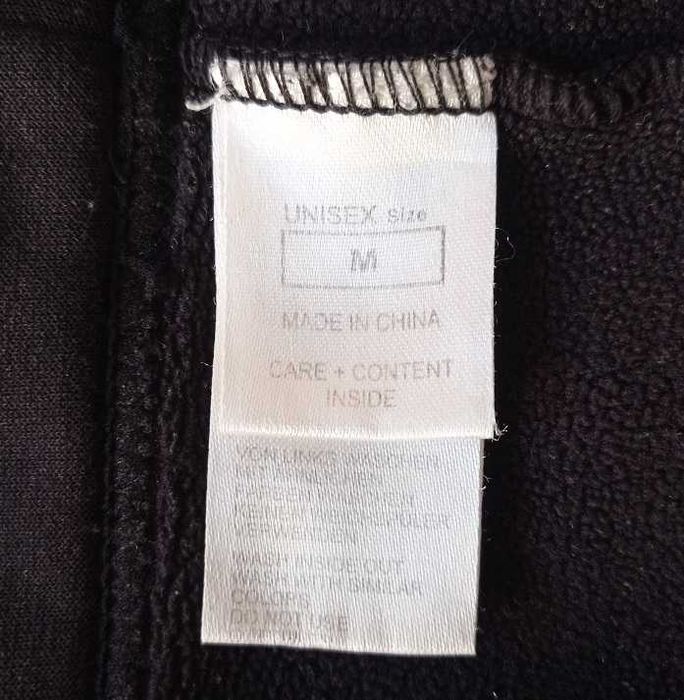 UNISEX size
M
MADE IN CHINA
CARE + CONTENT
INSIDE
VON LINKS WASCHEN
MIT ÄHNLICHEN
FARBEN WASCHEN
KEINEN WEICHSPÜLER
VERWENDEN
WASH INSIDE OUT
WASH WITH SIMILAR
COLORS
DO NOT USE